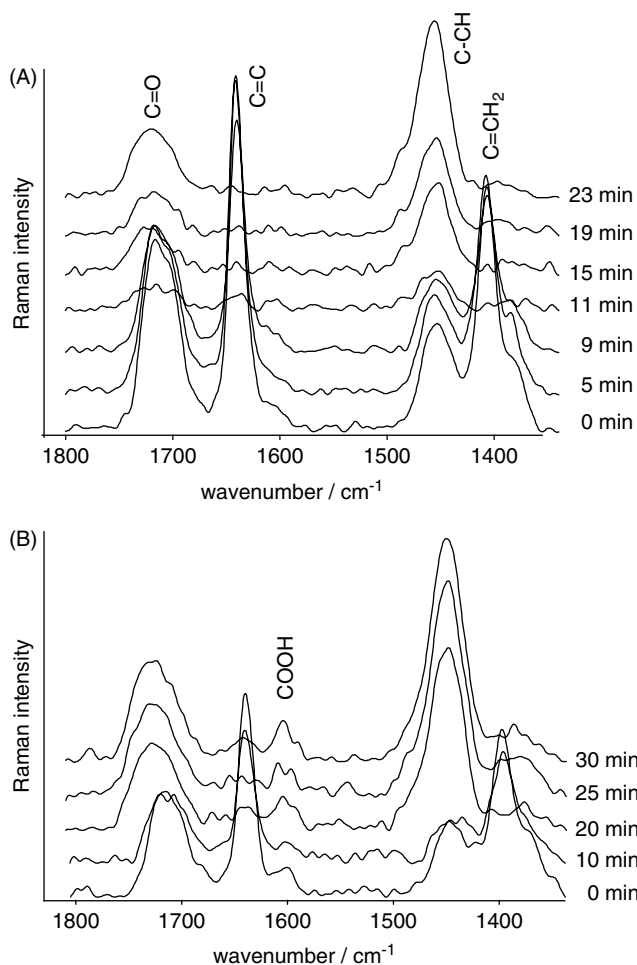 (A)
C=O
C=C
C-CH
C=CH₂
Raman intensity
23 min
19 min
15 min
11 min
9 min
5 min
0 min
1800 1700 1600 1500 1400
wavenumber / cm⁻¹
(B)
COOH
Raman intensity
30 min
25 min
20 min
10 min
0 min
1800 1700 1600 1500 1400
wavenumber / cm⁻¹